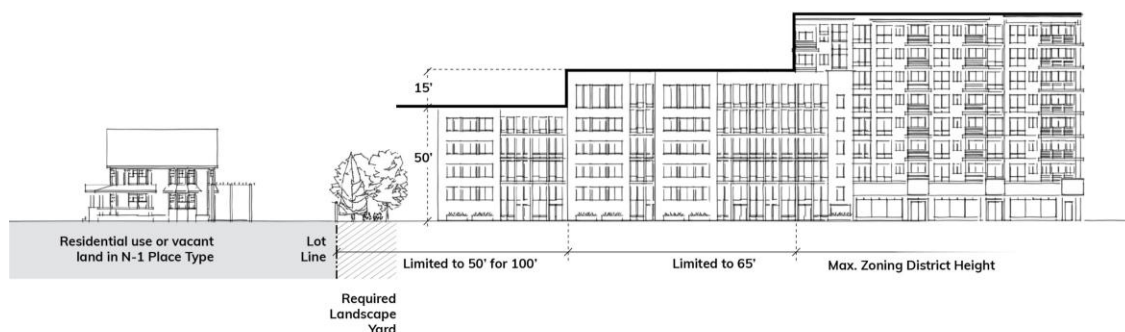 15'
50'
Residential use or vacant
land in N-1 Place Type
Lot
Line
Limited to 50' for 100'
Limited to 65'
Max. Zoning District Height
Required
Landscape
Yard